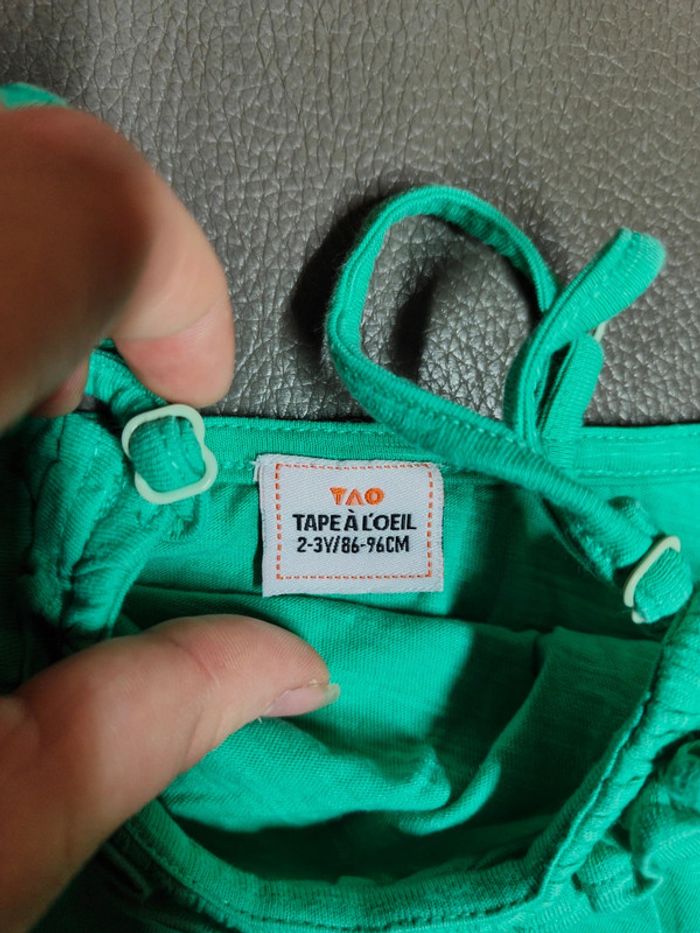 TAO
TAPE À L'OEIL
2-3Y/86-96CM